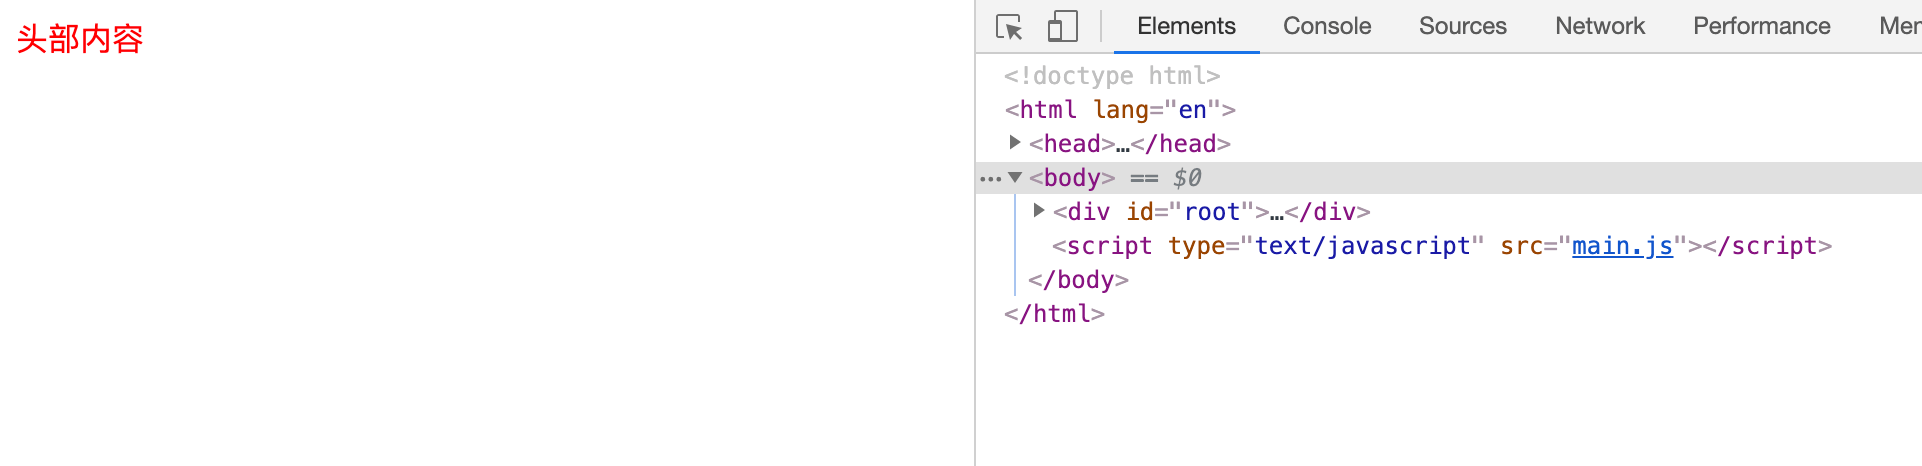 头部内容
Elements Console Sources Network Performance
<!doctype html>
<html lang="en">
<head>…</head>
<body> == $0
<div id="root">…</div>
<script type="text/javascript" src="main.js"></script>
</body>
</html>